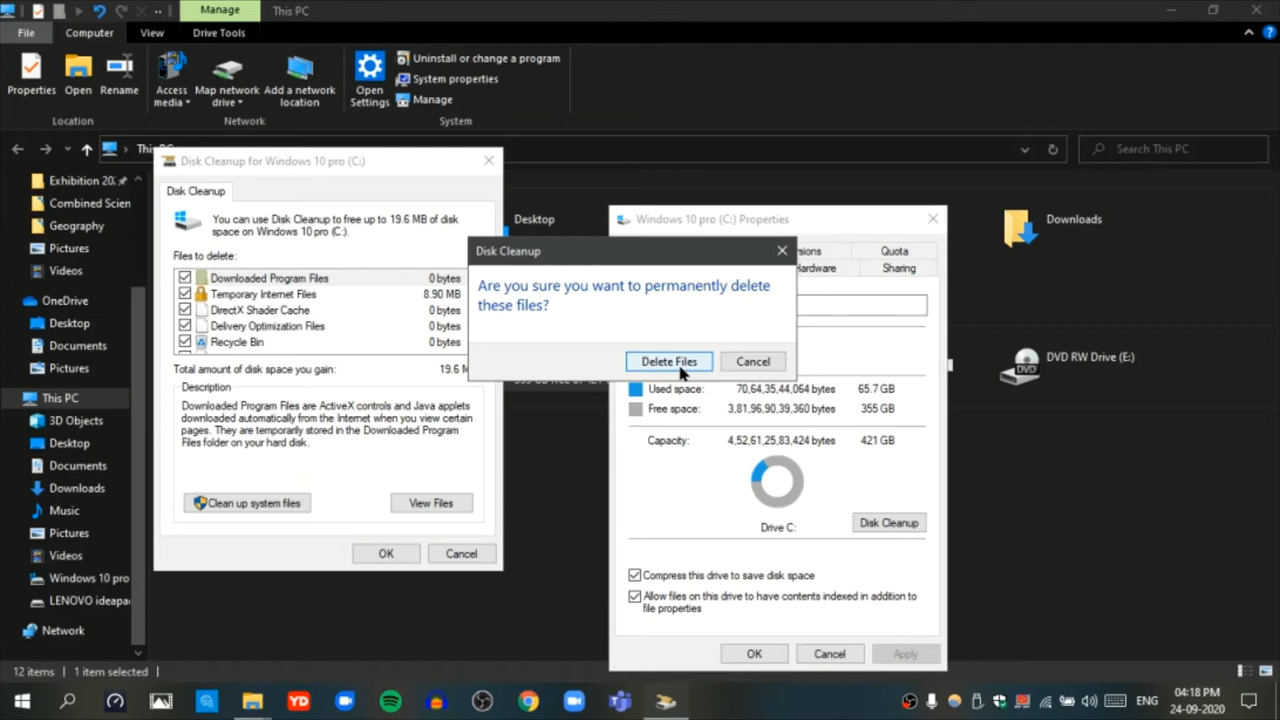 Manage
This PC
File
Computer
View
Drive Tools
Properties
Open
Rename
Access media
Map network drive
Add a network location
Open Settings
Uninstall or change a program
System properties
Manage
Location
Network
System
Search This PC
Exhibition 20
Combined Scien
Geography
Pictures
Videos
OneDrive
Desktop
Documents
Pictures
This PC
3D Objects
Desktop
Documents
Downloads
Music
Pictures
Videos
Windows 10 pro
LENOVO ideapa
Network
Desktop
Downloads
DVD RW Drive (E:)
Disk Cleanup for Windows 10 pro (C:)
Disk Cleanup
You can use Disk Cleanup to free up to 19.6 MB of disk
space on Windows 10 pro (C:).
Files to delete:
Downloaded Program Files 0 bytes
Temporary Internet Files 8.90 MB
DirectX Shader Cache 0 bytes
Delivery Optimization Files 0 bytes
Recycle Bin 0 bytes
Total amount of disk space you gain: 19.6 M
Description
Downloaded Program Files are ActiveX controls and Java applets
downloaded automatically from the Internet when you view certain
pages. They are temporarily stored in the Downloaded Program
Files folder on your hard disk.
Clean up system files
View Files
OK
Cancel
Disk Cleanup
Are you sure you want to permanently delete
these files?
Delete Files
Cancel
Windows 10 pro (C:) Properties
Quota
Sharing
Used space: 70,64,35,44,064 bytes 65.7 GB
Free space: 3,81,96,90,39,360 bytes 355 GB
Capacity: 4,52,61,25,83,424 bytes 421 GB
Drive C:
Disk Cleanup
Compress this drive to save disk space
Allow files on this drive to have contents indexed in addition to
file properties
OK
Cancel
Apply
12 items
1 item selected
YD
ENG
04:18 PM
24-09-2020